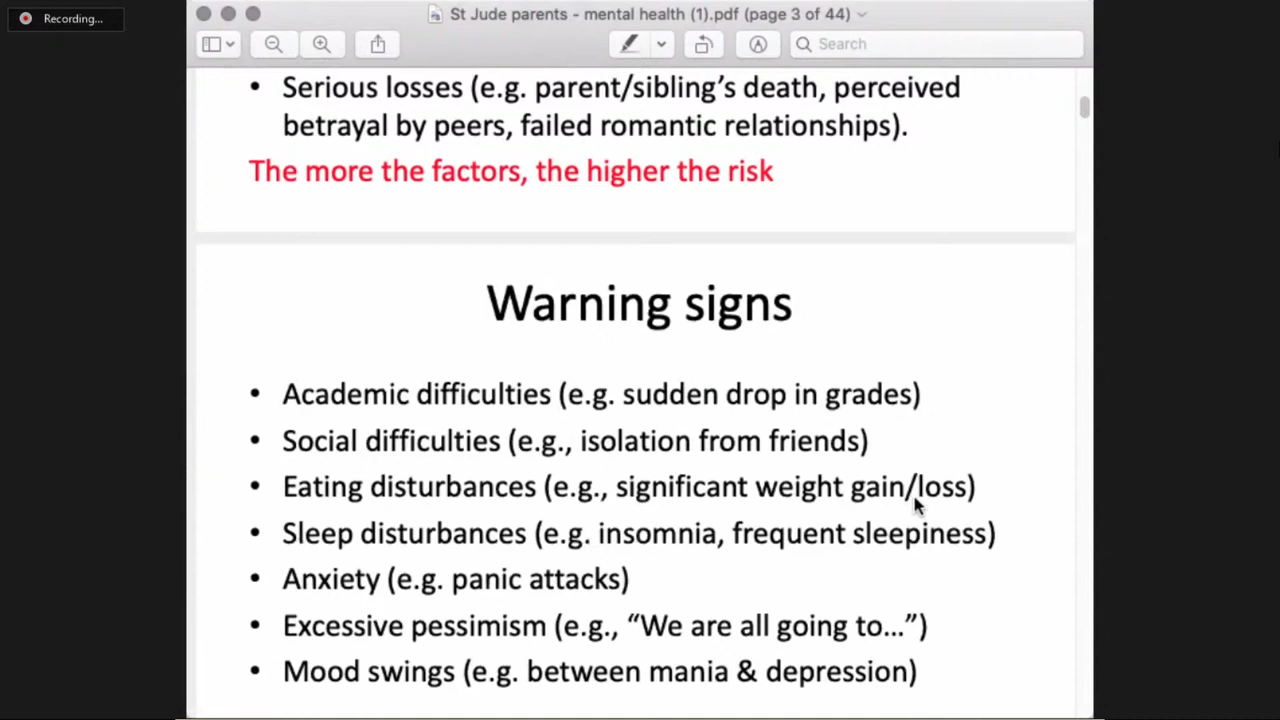 Recording...
St Jude parents - mental health (1).pdf (page 3 of 44)
Search
• Serious losses (e.g. parent/sibling's death, perceived
betrayal by peers, failed romantic relationships).
The more the factors, the higher the risk
Warning signs
• Academic difficulties (e.g. sudden drop in grades)
• Social difficulties (e.g., isolation from friends)
• Eating disturbances (e.g., significant weight gain/loss)
• Sleep disturbances (e.g. insomnia, frequent sleepiness)
• Anxiety (e.g. panic attacks)
• Excessive pessimism (e.g., “We are all going to...”)
• Mood swings (e.g. between mania & depression)